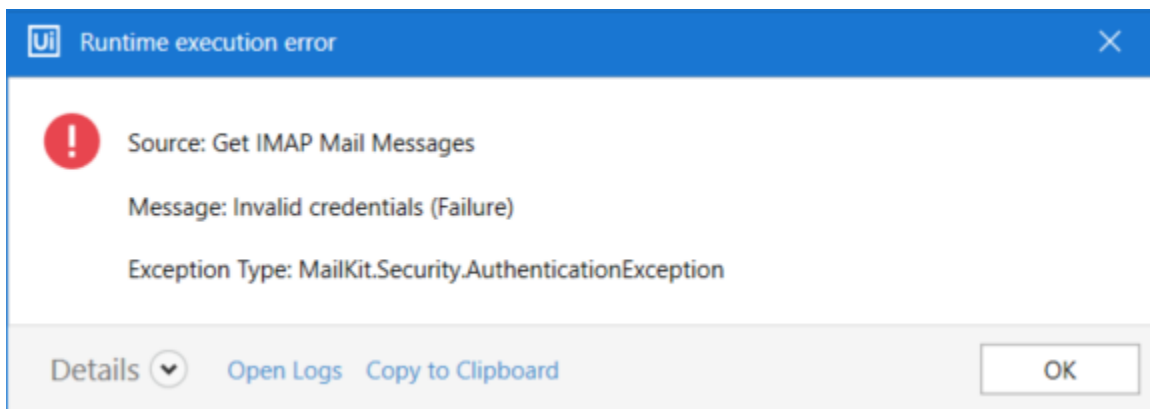 Ui Runtime execution error
Source: Get IMAP Mail Messages
Message: Invalid credentials (Failure)
Exception Type: MailKit.Security.AuthenticationException
Details Open Logs Copy to Clipboard OK